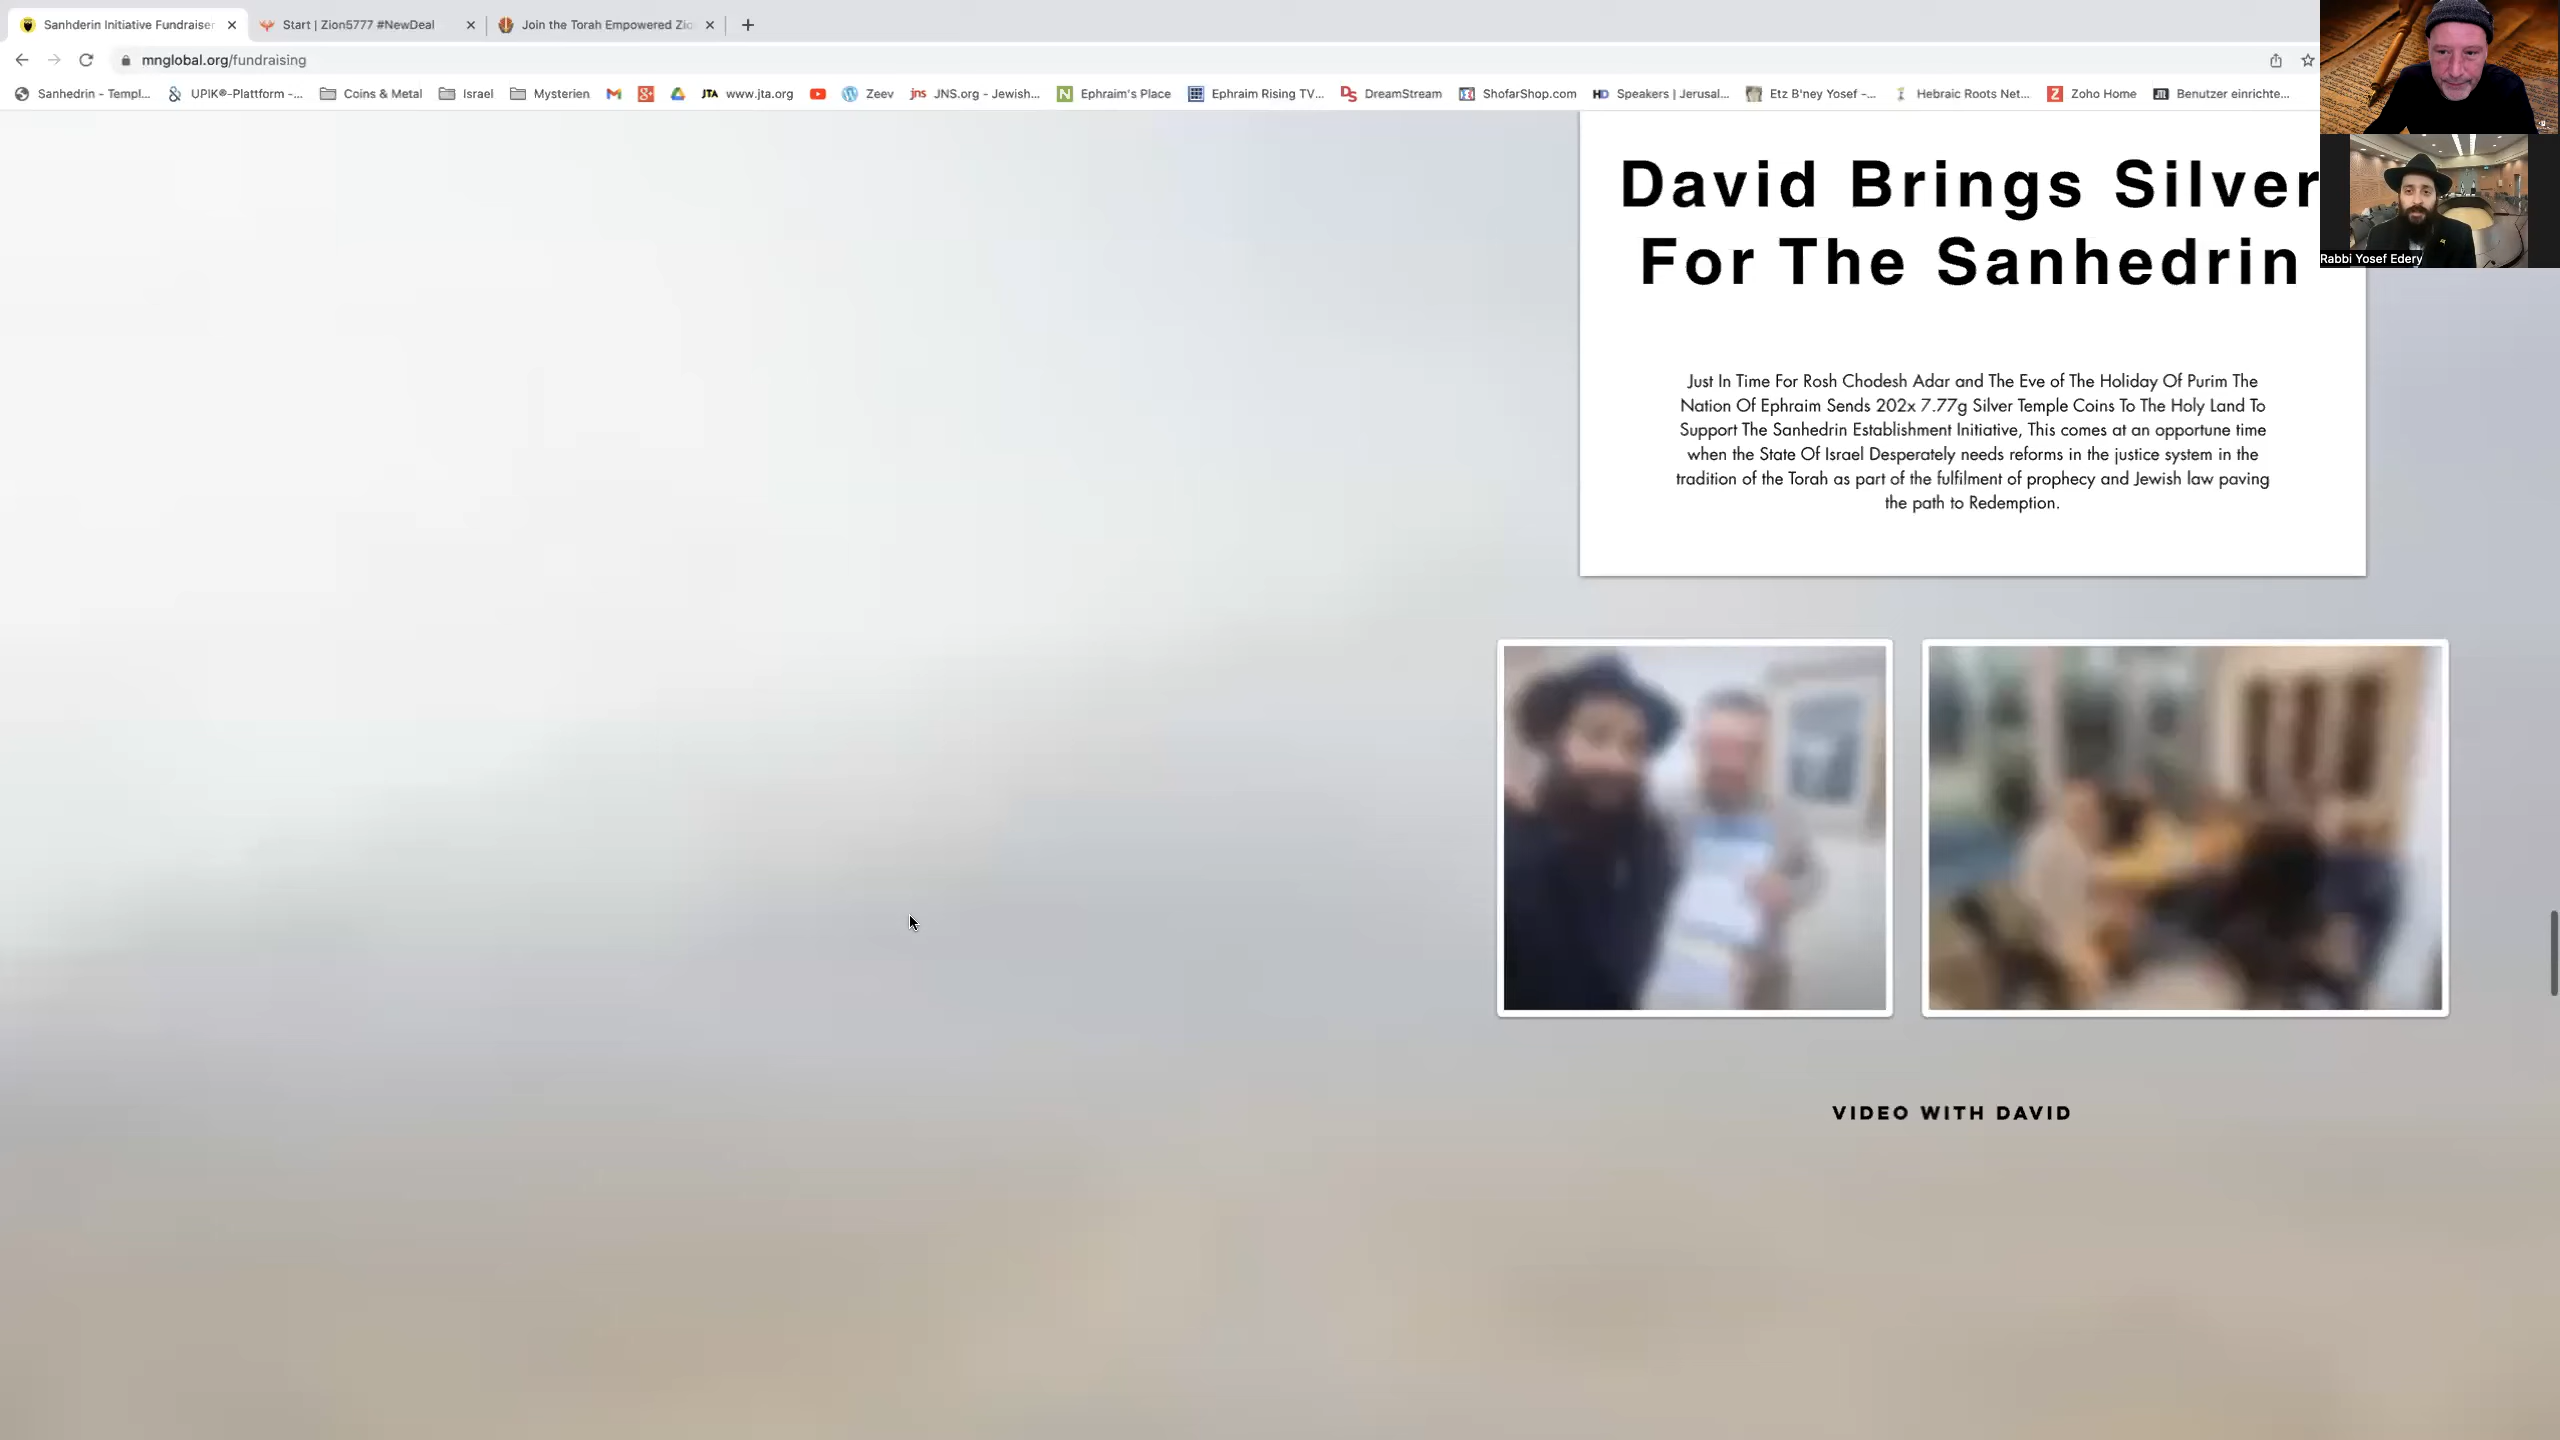 Sanhderin Initiative Fundraiser
Start | Zion5777 #NewDeal
Join the Torah Empowered Zio
mnglobal.org/fundraising
Sanhedrin - Templ...
UPIK®-Plattform -...
Coins & Metal
Israel
Mysterien
JTA www.jta.org
Zeev
jns JNS.org - Jewish...
N Ephraim's Place
Ephraim Rising TV...
DS DreamStream
ShofarShop.com
HD Speakers | Jerusal...
Etz B'ney Yosef -...
Hebraic Roots Net...
Z Zoho Home
Benutzer einrichte...
Rabbi Yosef Edery
David Brings Silver
For The Sanhedrin
Just In Time For Rosh Chodesh Adar and The Eve of The Holiday Of Purim The
Nation Of Ephraim Sends 202x 7.77g Silver Temple Coins To The Holy Land To
Support The Sanhedrin Establishment Initiative, This comes at an opportune time
when the State Of Israel Desperately needs reforms in the justice system in the
tradition of the Torah as part of the fulfilment of prophecy and Jewish law paving
the path to Redemption.
VIDEO WITH DAVID